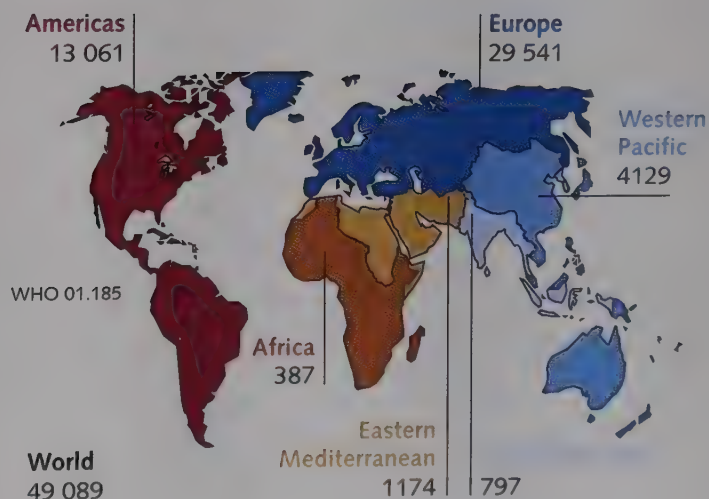 Americas
13 061
Europe
29 541
Western
Pacific
4129
WHO 01.185
Africa
387
Eastern
Mediterranean
1174
797
World
49 089